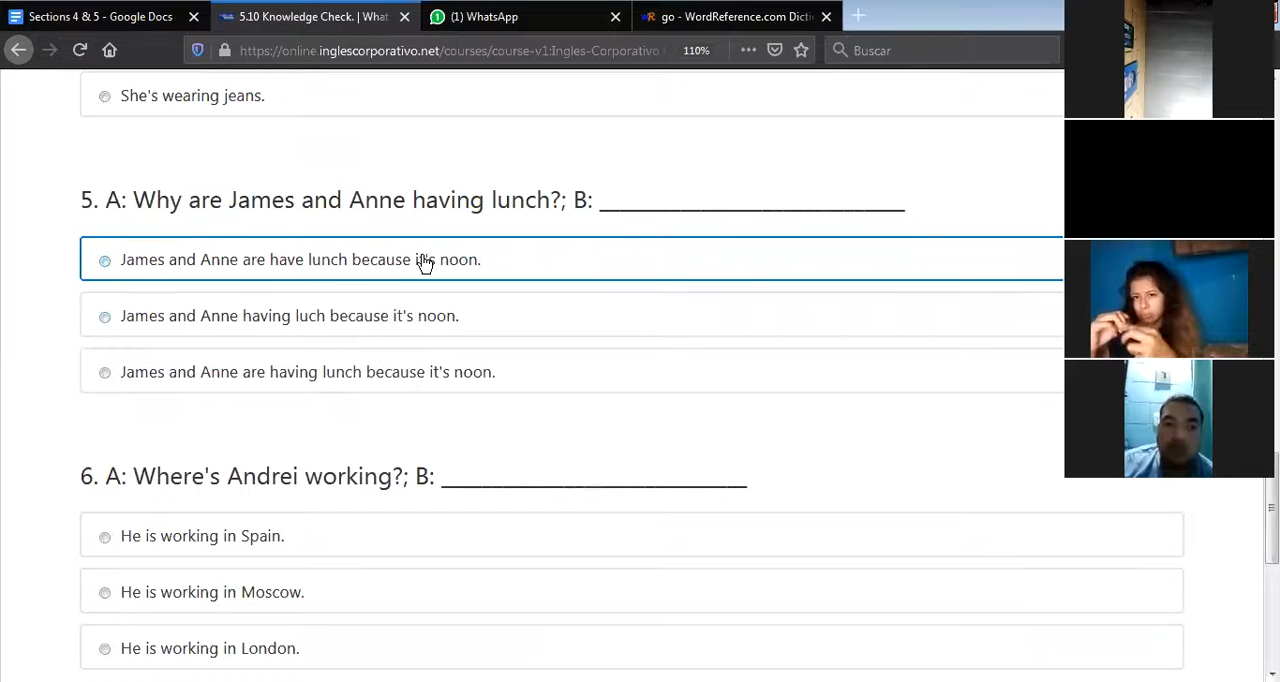 Sections 4 & 5 - Google Docs
5.10 Knowledge Check. | What
(1) WhatsApp
go - WordReference.com Dicti
https://online.inglescorporativo.net/courses/course-v1:Ingles-Corporativo
110%
Buscar
She's wearing jeans.
5. A: Why are James and Anne having lunch?; B: ____________________________
James and Anne are have lunch because it's noon.
James and Anne having luch because it's noon.
James and Anne are having lunch because it's noon.
6. A: Where's Andrei working?; B: ____________________________
He is working in Spain.
He is working in Moscow.
He is working in London.